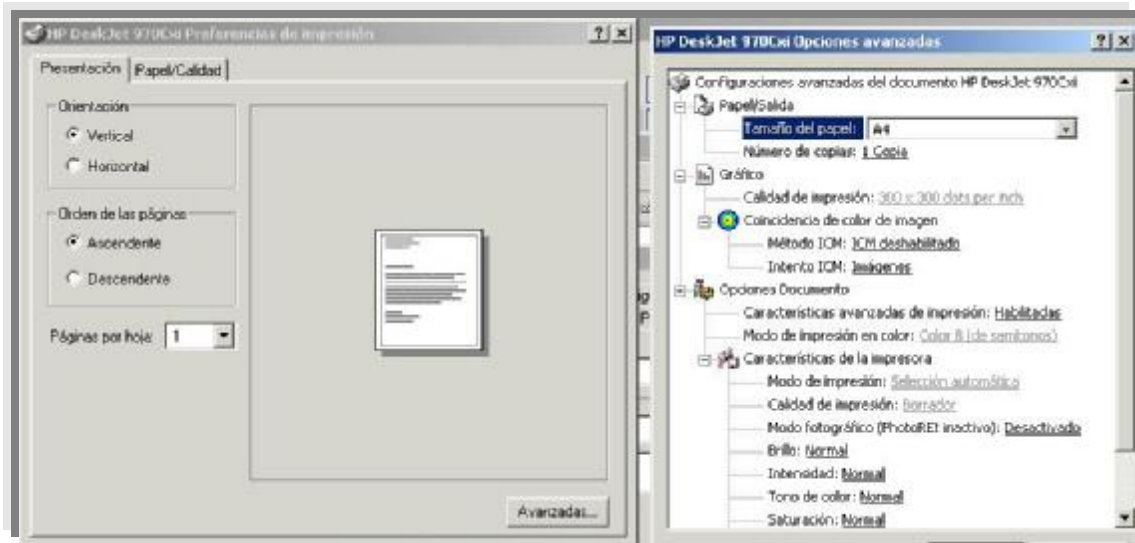 HP DeskJet 970Cxi Preferencias de impresión
Presentación
Papel/Calidad
Orientación
Vertical
Horizontal
Orden de las páginas
Ascendente
Descendente
Páginas por hoja: 1
Avanzadas...
HP DeskJet 970Cxi Opciones avanzadas
Configuraciones avanzadas del documento HP DeskJet 970Cxi
Papel/Salida
Tamaño del papel: A4
Número de copias: 1 Copia
Gráfico
Calidad de impresión: 300 x 300 dots per inch
Coincidencia de color de imagen
Método ICM: ICM deshabilitado
Intento ICM: Imágenes
Opciones Documento
Características avanzadas de impresión: Habilitadas
Modo de impresión en color: Color 8 (de semitonos)
Características de la impresora
Modo de impresión: Selección automática
Calidad de impresión: Borrador
Modo fotográfico (PhotoREt inactivo): Desactivado
Brillo: Normal
Intensidad: Normal
Tono de color: Normal
Saturación: Normal